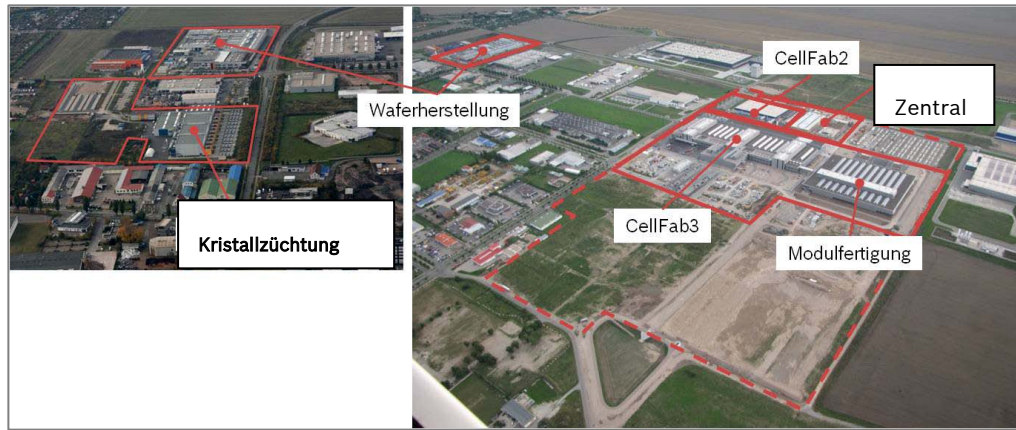 Waferherstellung
Kristallzüchtung
CellFab2
Zentral
CellFab3
Modulfertigung